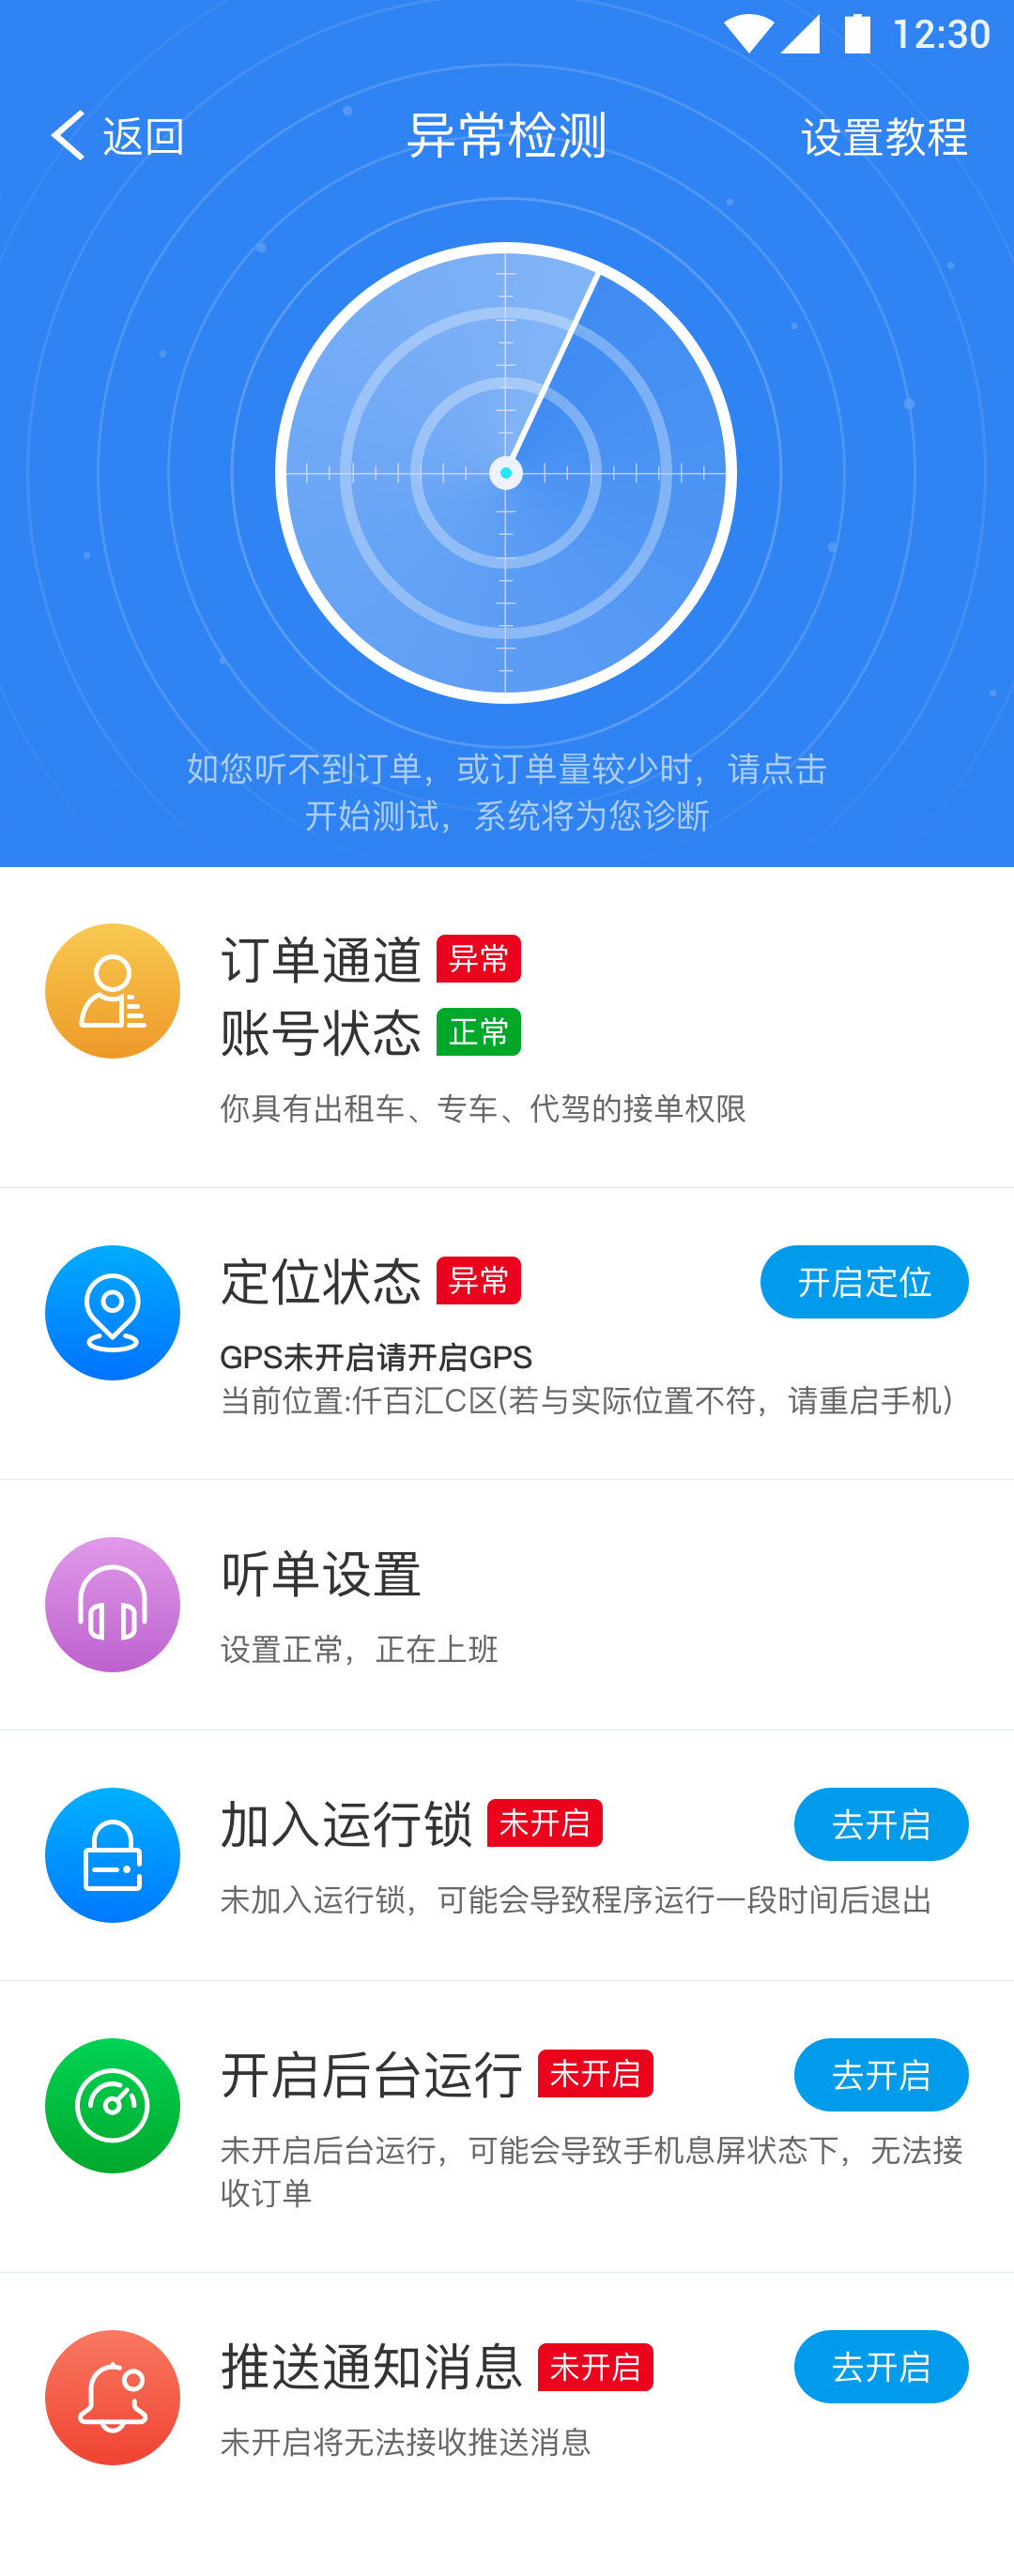 12:30
返回 异常检测 设置教程
如您听不到订单，或订单量较少时，请点击
开始测试，系统将为您诊断
订单通道 异常
账号状态 正常
你具有出租车、专车、代驾的接单权限
定位状态 异常 开启定位
GPS未开启请开启GPS
当前位置:仟百汇C区(若与实际位置不符，请重启手机)
听单设置
设置正常，正在上班
加入运行锁 未开启 去开启
未加入运行锁，可能会导致程序运行一段时间后退出
开启后台运行 未开启 去开启
未开启后台运行，可能会导致手机息屏状态下，无法接
收订单
推送通知消息 未开启 去开启
未开启将无法接收推送消息